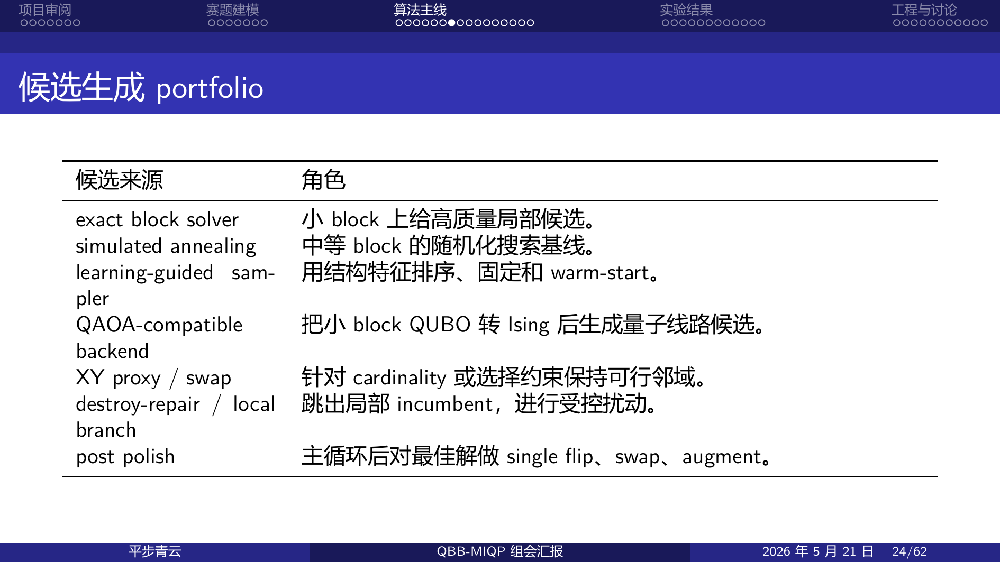 项目审阅 赛题建模 算法主线 实验结果 工程与讨论
候选生成 portfolio
候选来源 角色
exact block solver 小 block 上给高质量局部候选。
simulated annealing 中等 block 的随机化搜索基线。
learning-guided sam- 用结构特征排序、固定和 warm-start。
pler
QAOA-compatible 把小 block QUBO 转 Ising 后生成量子线路候选。
backend
XY proxy / swap 针对 cardinality 或选择约束保持可行邻域。
destroy-repair / local 跳出局部 incumbent，进行受控扰动。
branch
post polish 主循环后对最佳解做 single flip、swap、augment。
平步青云 QBB-MIQP 组会汇报 2026 年 5 月 21 日 24/62